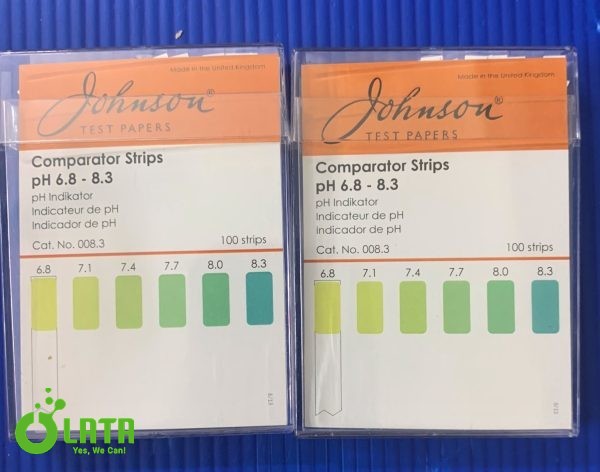 Made in the United Kingdom
Johnson®
TEST PAPERS
Comparator Strips
pH 6.8 - 8.3
pH Indikator
Indicateur de pH
Indicador de pH
Cat. No. 008.3
100 strips
6.8 7.1 7.4 7.7 8.0 8.3
Made in the United Kingdom
Johnson®
TEST PAPERS
Comparator Strips
pH 6.8 - 8.3
pH Indikator
Indicateur de pH
Indicador de pH
Cat. No. 008.3
100 strips
6.8 7.1 7.4 7.7 8.0 8.3
LATA
Yes, We Can!